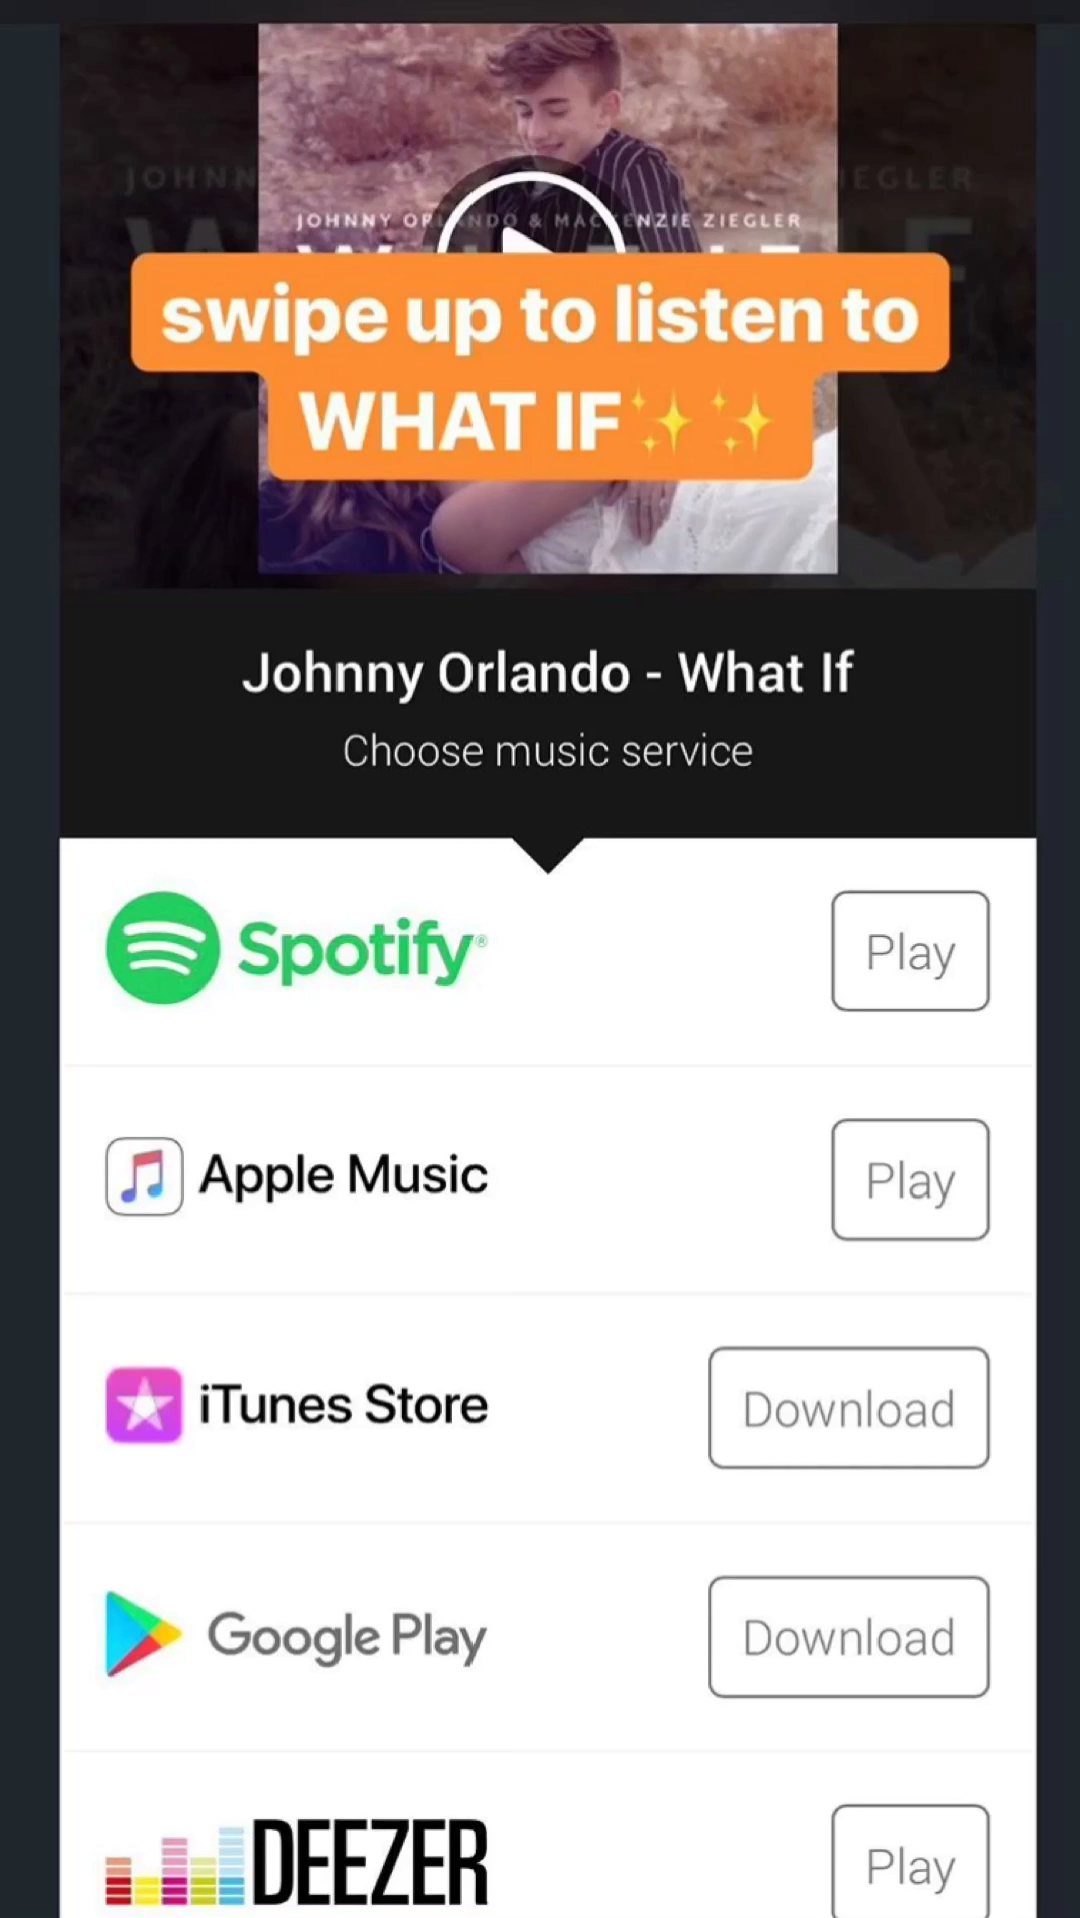 JOHNNY ORLANDO & MACKENZIE ZIEGLER
swipe up to listen to
WHAT IF✨✨
Johnny Orlando - What If
Choose music service
Spotify®
Play
Apple Music
Play
iTunes Store
Download
Google Play
Download
DEEZER
Play